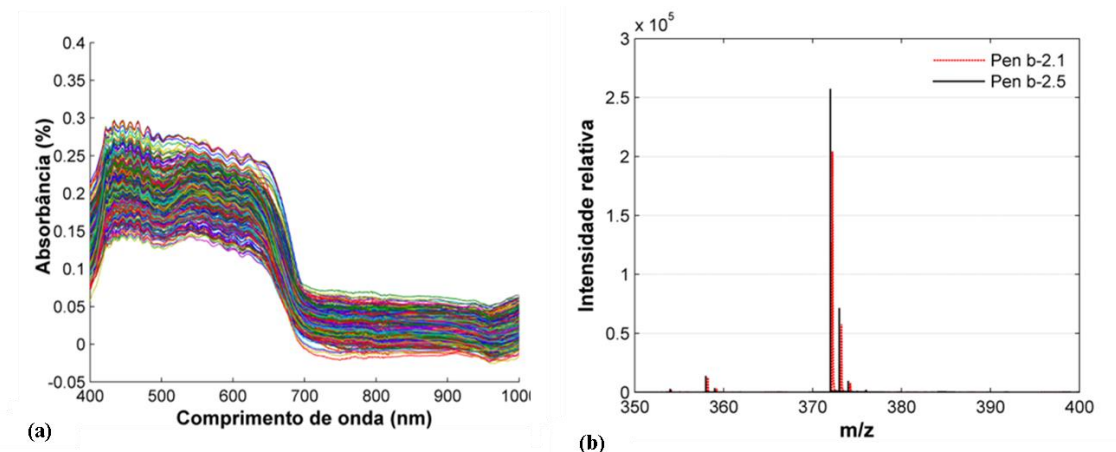 0.4
0.35
0.3
0.25
0.2
0.15
0.1
0.05
0
-0.05
Absorbância (%)
400 500 600 700 800 900 1000
Comprimento de onda (nm)
(a)
x 10⁵
3
2.5
2
1.5
1
0.5
0
Intensidade relativa
Pen b-2.1
Pen b-2.5
350 360 370 380 390 400
m/z
(b)